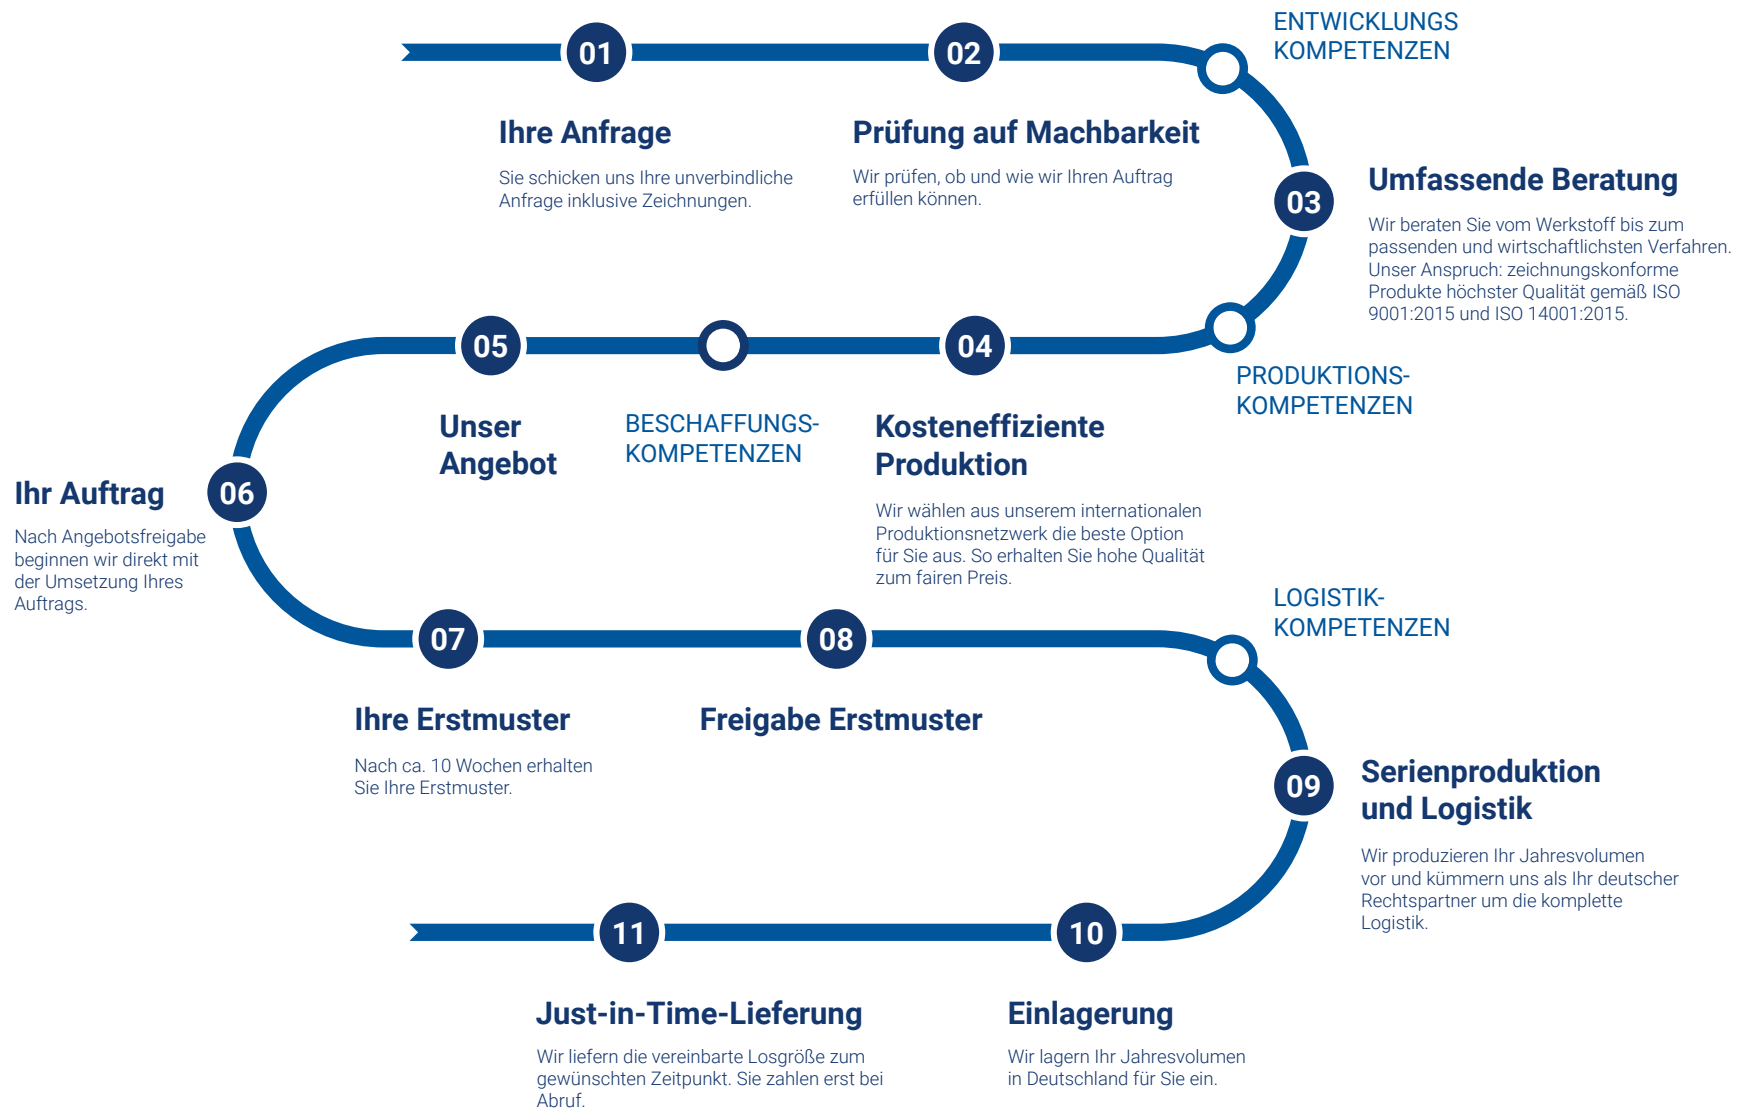 01
Ihre Anfrage
Sie schicken uns Ihre unverbindliche
Anfrage inklusive Zeichnungen.
02
Prüfung auf Machbarkeit
Wir prüfen, ob und wie wir Ihren Auftrag
erfüllen können.
ENTWICKLUNGS
KOMPETENZEN
03
Umfassende Beratung
Wir beraten Sie vom Werkstoff bis zum
passenden und wirtschaftlichsten Verfahren.
Unser Anspruch: zeichnungskonforme
Produkte höchster Qualität gemäß ISO
9001:2015 und ISO 14001:2015.
PRODUKTIONS-
KOMPETENZEN
04
Kosteneffiziente
Produktion
Wir wählen aus unserem internationalen
Produktionsnetzwerk die beste Option
für Sie aus. So erhalten Sie hohe Qualität
zum fairen Preis.
BESCHAFFUNGS-
KOMPETENZEN
05
Unser
Angebot
06
Ihr Auftrag
Nach Angebotsfreigabe
beginnen wir direkt mit
der Umsetzung Ihres
Auftrags.
07
Ihre Erstmuster
Nach ca. 10 Wochen erhalten
Sie Ihre Erstmuster.
08
Freigabe Erstmuster
LOGISTIK-
KOMPETENZEN
09
Serienproduktion
und Logistik
Wir produzieren Ihr Jahresvolumen
vor und kümmern uns als Ihr deutscher
Rechtspartner um die komplette
Logistik.
10
Einlagerung
Wir lagern Ihr Jahresvolumen
in Deutschland für Sie ein.
11
Just-in-Time-Lieferung
Wir liefern die vereinbarte Losgröße zum
gewünschten Zeitpunkt. Sie zahlen erst bei
Abruf.